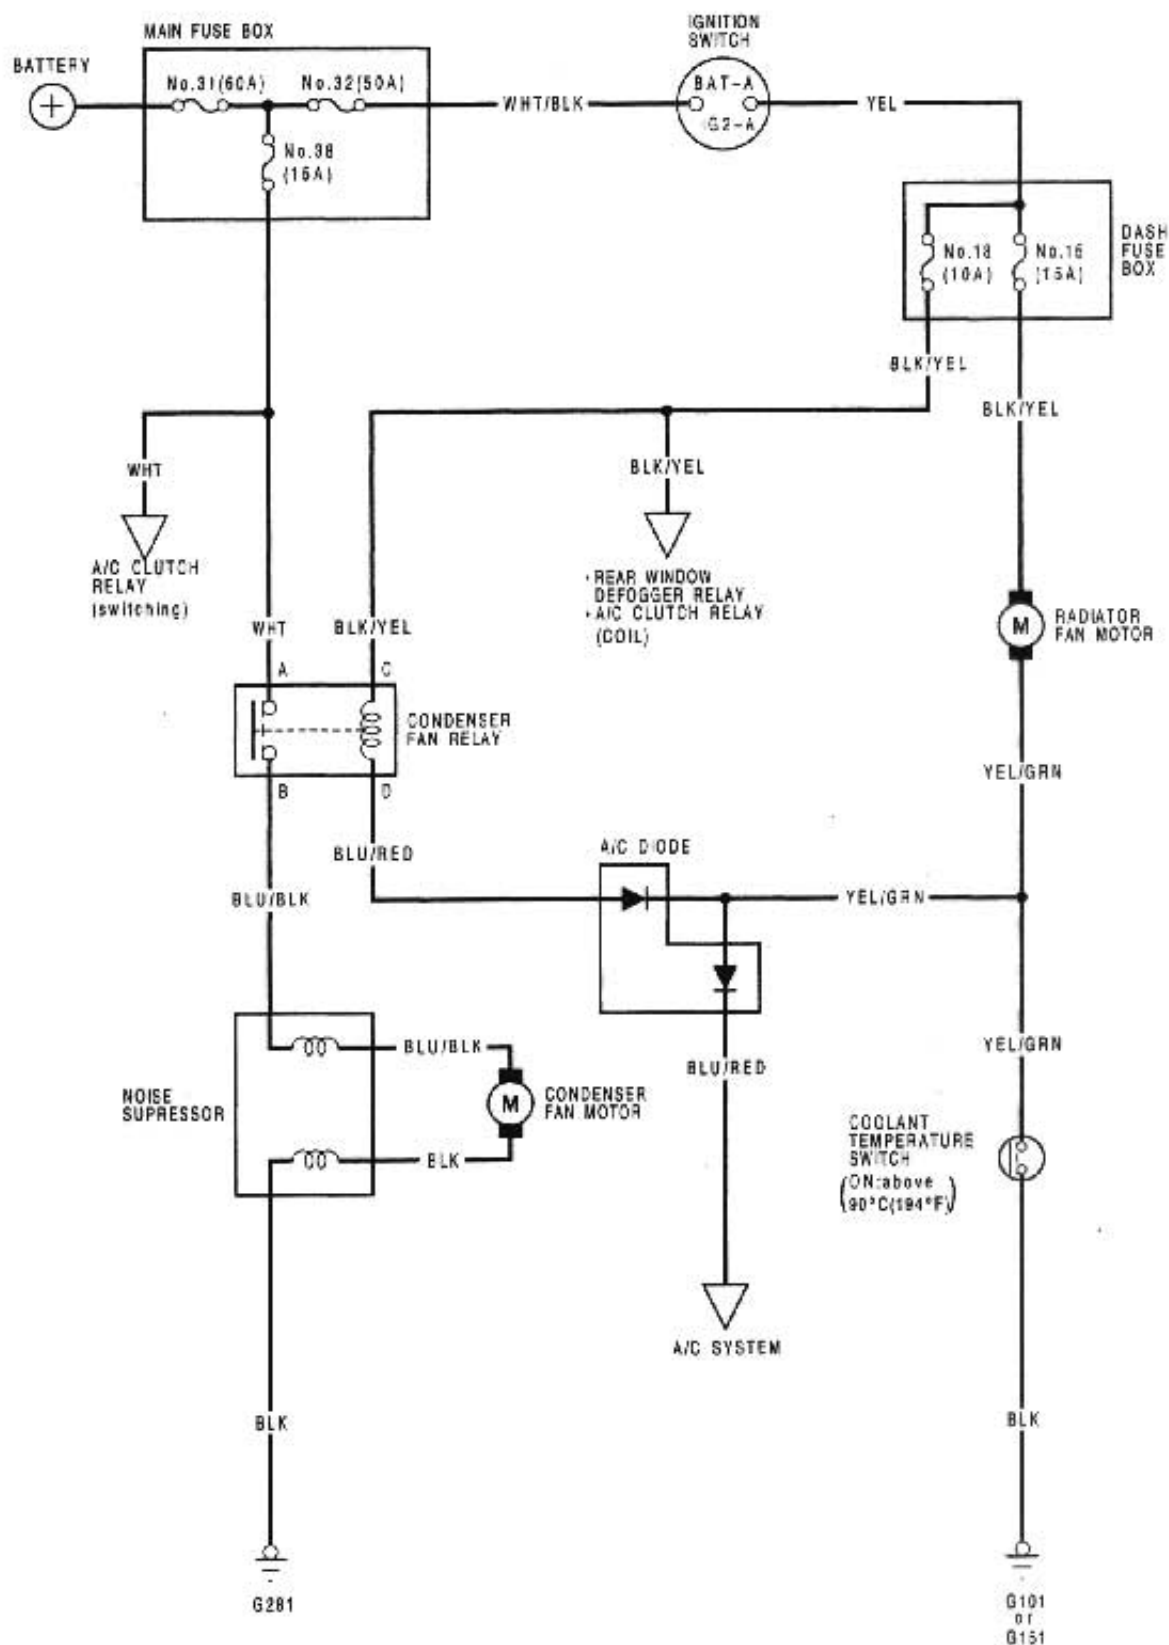 MAIN FUSE BOX
IGNITION
SWITCH
BATTERY
No.31(60A)
No.32(50A)
WHT/BLK
BAT-A
IG2-A
YEL
No.38
(15A)
No.18
(10A)
No.16
(15A)
DASH
FUSE
BOX
BLK/YEL
BLK/YEL
WHT
BLK/YEL
A/C CLUTCH
RELAY
(switching)
• REAR WINDOW
DEFOGGER RELAY
• A/C CLUTCH RELAY
(COIL)
WHT
BLK/YEL
M
RADIATOR
FAN MOTOR
A
C
CONDENSER
FAN RELAY
B
D
YEL/GRN
BLU/RED
A/C DIODE
BLU/BLK
YEL/GRN
BLU/BLK
YEL/GRN
BLU/RED
NOISE
SUPRESSOR
M
CONDENSER
FAN MOTOR
BLK
COOLANT
TEMPERATURE
SWITCH
(ON:above
90°C(194°F))
A/C SYSTEM
BLK
BLK
G281
G101
or
G151